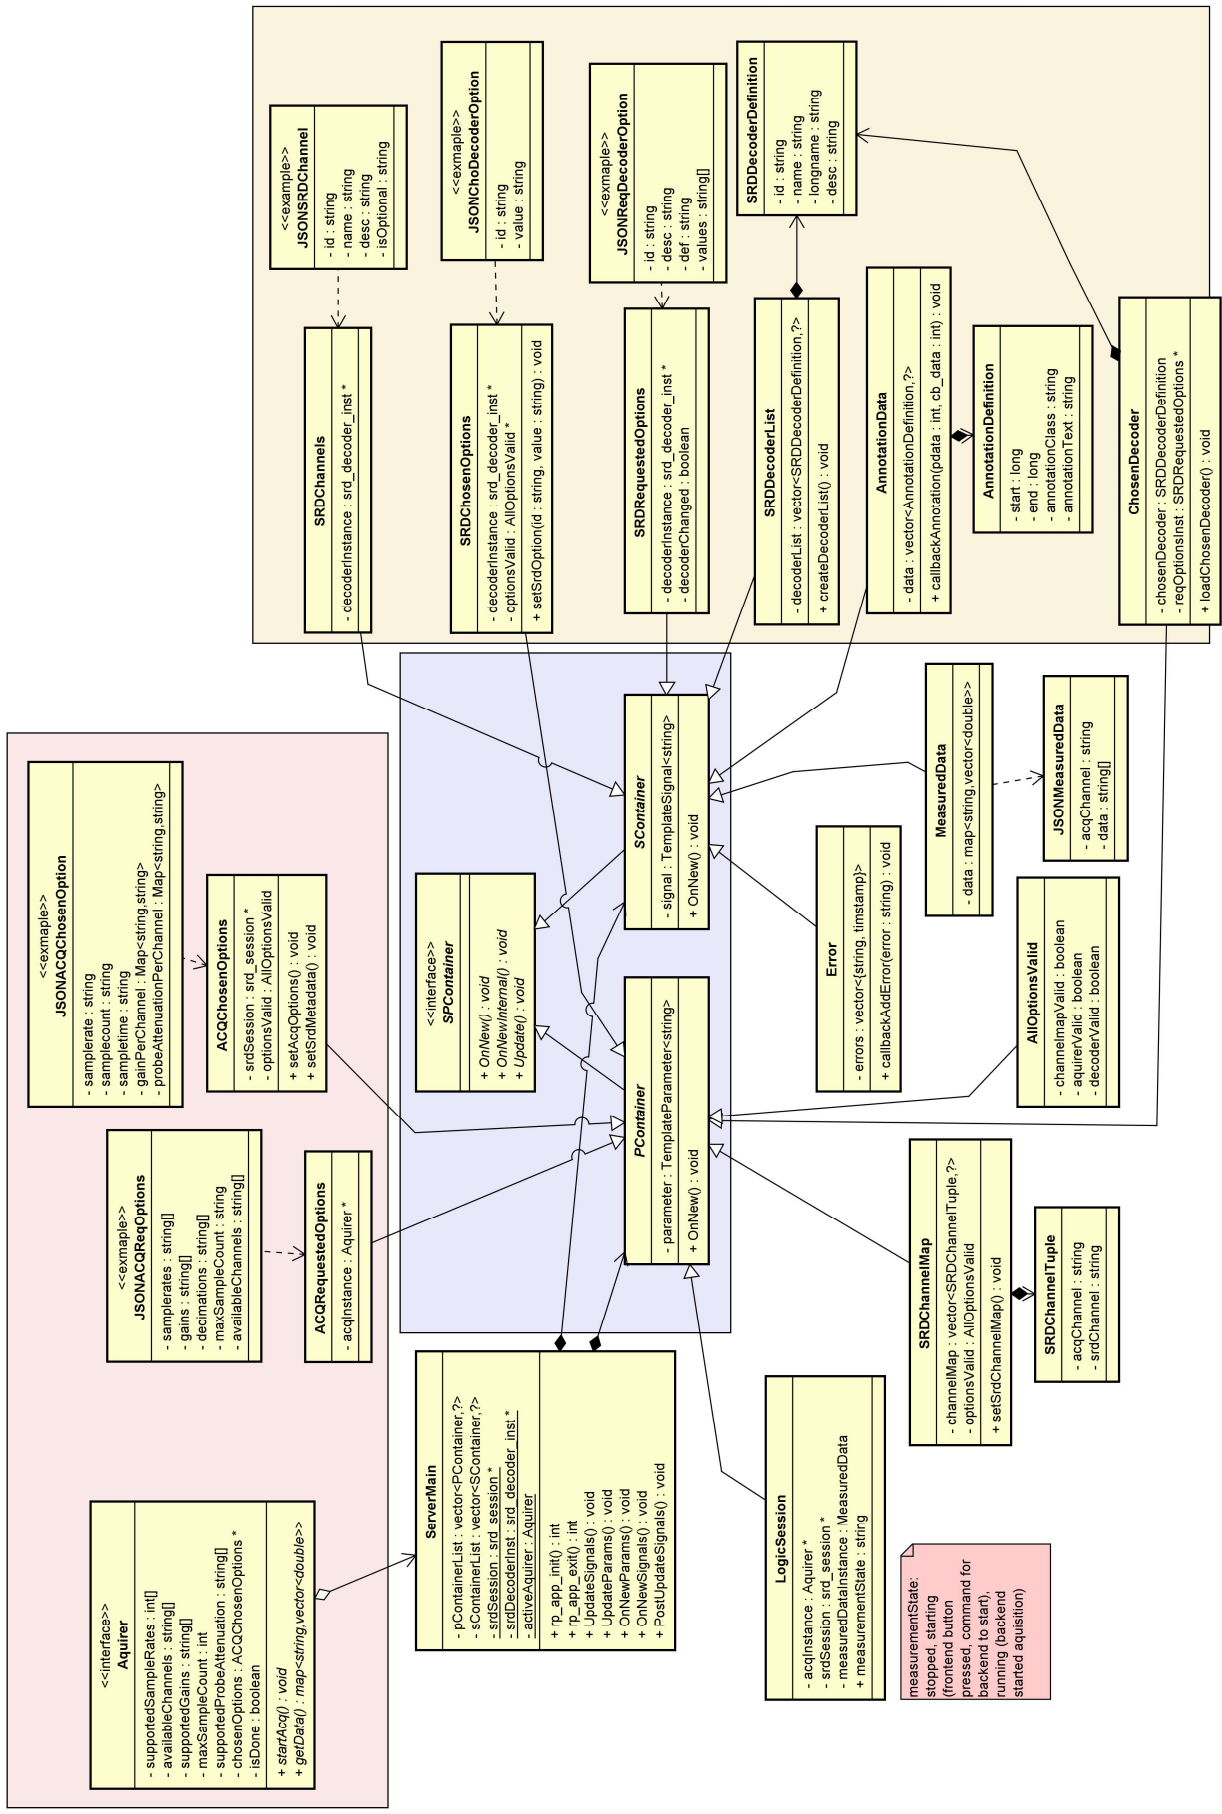 <<interface>>
Aquirer
- supportedSampleRates : int[]
- availableChannels : string[]
- supportedGains : string[]
- maxSampleCount : int
- supportedProbeAttenuation : string[]
- chosenOptions : ACQChosenOptions *
- isDone : boolean
+ startAcq() : void
+ getData() : map<string,vector<double>>
<<exmaple>>
JSONACQReqOptions
- samplerates : string[]
- gains : string[]
- decimations : string[]
- maxSampleCount : string
- availableChannels : string[]
ACQRequestedOptions
- acqInstance : Aquirer *
<<exmaple>>
JSONACQChosenOption
- samplerate : string
- samplecount : string
- sampletime : string
- gainPerChannel : Map<string,string>
- probeAttenuationPerChannel : Map<string,string>
ACQChosenOptions
- srdSession : srd_session *
- optionsValid : AllOptionsValid
+ setAcqOptions() : void
+ setSrdMetadata() : void
ServerMain
- pContainerList : vector<PContainer,?>
- sContainerList : vector<SContainer,?>
- srdSession : srd_session *
- srdDecoderInst : srd_decoder_inst *
- activeAquirer : Aquirer
+ rp_app_init() : int
+ rp_app_exit() : int
+ UpdateSignals() : void
+ UpdateParams() : void
+ OnNewParams() : void
+ OnNewSignals() : void
+ PostUpdateSignals() : void
<<interface>>
SPContainer
+ OnNew() : void
+ OnNewInternal() : void
+ Update() : void
PContainer
- parameter : TemplateParameter<string>
+ OnNew() : void
SContainer
- signal : TemplateSignal<string>
+ OnNew() : void
<<example>>
JSONSRDChannel
- id : string
- name : string
- desc : string
- isOptional : string
SRDChannels
- decoderInstance : srd_decoder_inst *
<<exmaple>>
JSONChoDecoderOption
- id : string
- value : string
SRDChosenOptions
- decoderInstance : srd_decoder_inst *
- optionsValid : AllOptionsValid *
+ setSrdOption(id : string, value : string) : void
<<exmaple>>
JSONReqDecoderOption
- id : string
- desc : string
- def : string
- values : string[]
SRDRequestedOptions
- decoderInstance : srd_decoder_inst *
- decoderChanged : boolean
SRDDecoderDefinition
- id : string
- name : string
- longname : string
- desc : string
SRDDecoderList
- decoderList : vector<SRDDecoderDefinition,?>
+ createDecoderList() : void
AnnotationData
- data : vector<AnnotationDefinition,?>
+ callbackAnnotation(pdata : int, cb_data : int) : void
AnnotationDefinition
- start : long
- end : long
- annotationClass : string
- annotationText : string
ChosenDecoder
- chosenDecoder : SRDDecoderDefinition
- reqOptionsInst : SRDRequestedOptions *
+ loadChosenDecoder() : void
MeasuredData
- data : map<string,vector<double>>
JSONMeasuredData
- acqChannel : string
- data : string[]
Error
- errors : vector<{string, timstamp}>
+ callbackAddError(error : string) : void
AllOptionsValid
- channelmapValid : boolean
- aquirerValic : boolean
- decoderValid : boolean
SRDChannelMap
- channelMap : vector<SRDChannelTuple,?>
- optionsValid : AllOptionsValid
+ setSrdChannelMap() : void
SRDChannelTuple
- acqChannel : string
- srdChannel : string
LogicSession
- acqInstance : Aquirer *
- srdSession : srd_session *
- measuredDataInstance : MeasuredData
+ measurementState : string
measurementState:
stopped, starting
(frontend button
pressed, command for
backend to start),
running (backend
started aquisition)